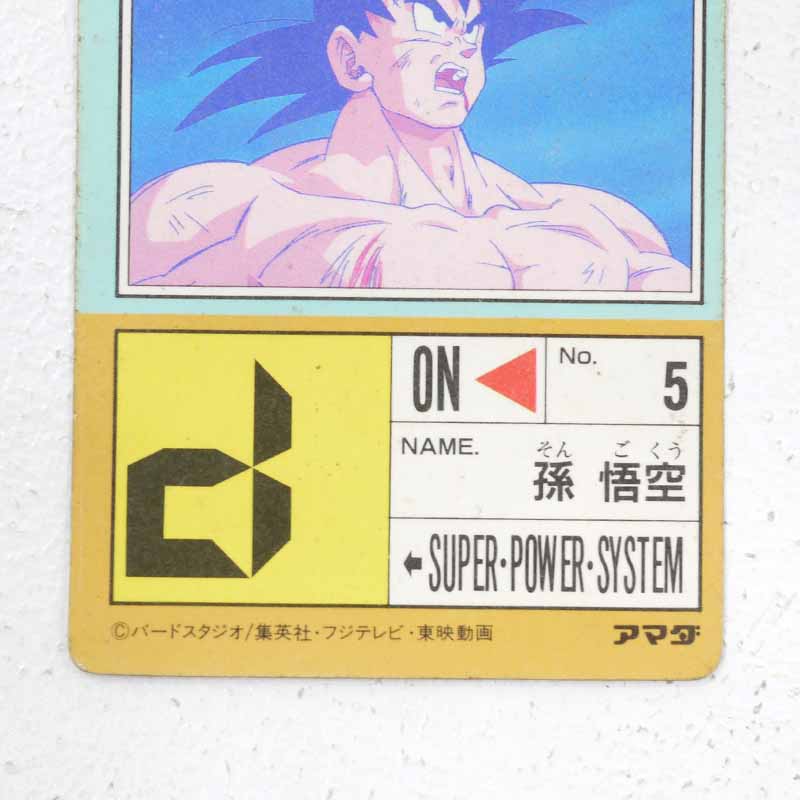 ON
No.
5
NAME.
そん ご くう
孫 悟空
←SUPER・POWER・SYSTEM
©バードスタジオ/集英社・フジテレビ・東映動画
アマダ